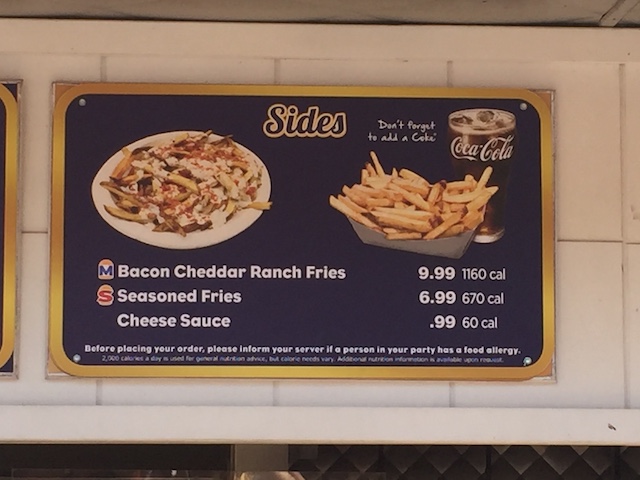 Sides
Don't forget
to add a Coke
Coca-Cola
M Bacon Cheddar Ranch Fries 9.99 1160 cal
S Seasoned Fries 6.99 670 cal
Cheese Sauce .99 60 cal
Before placing your order, please inform your server if a person in your party has a food allergy.
2,000 calories a day is used for general nutrition advice, but calorie needs vary. Additional nutrition information is available upon request.